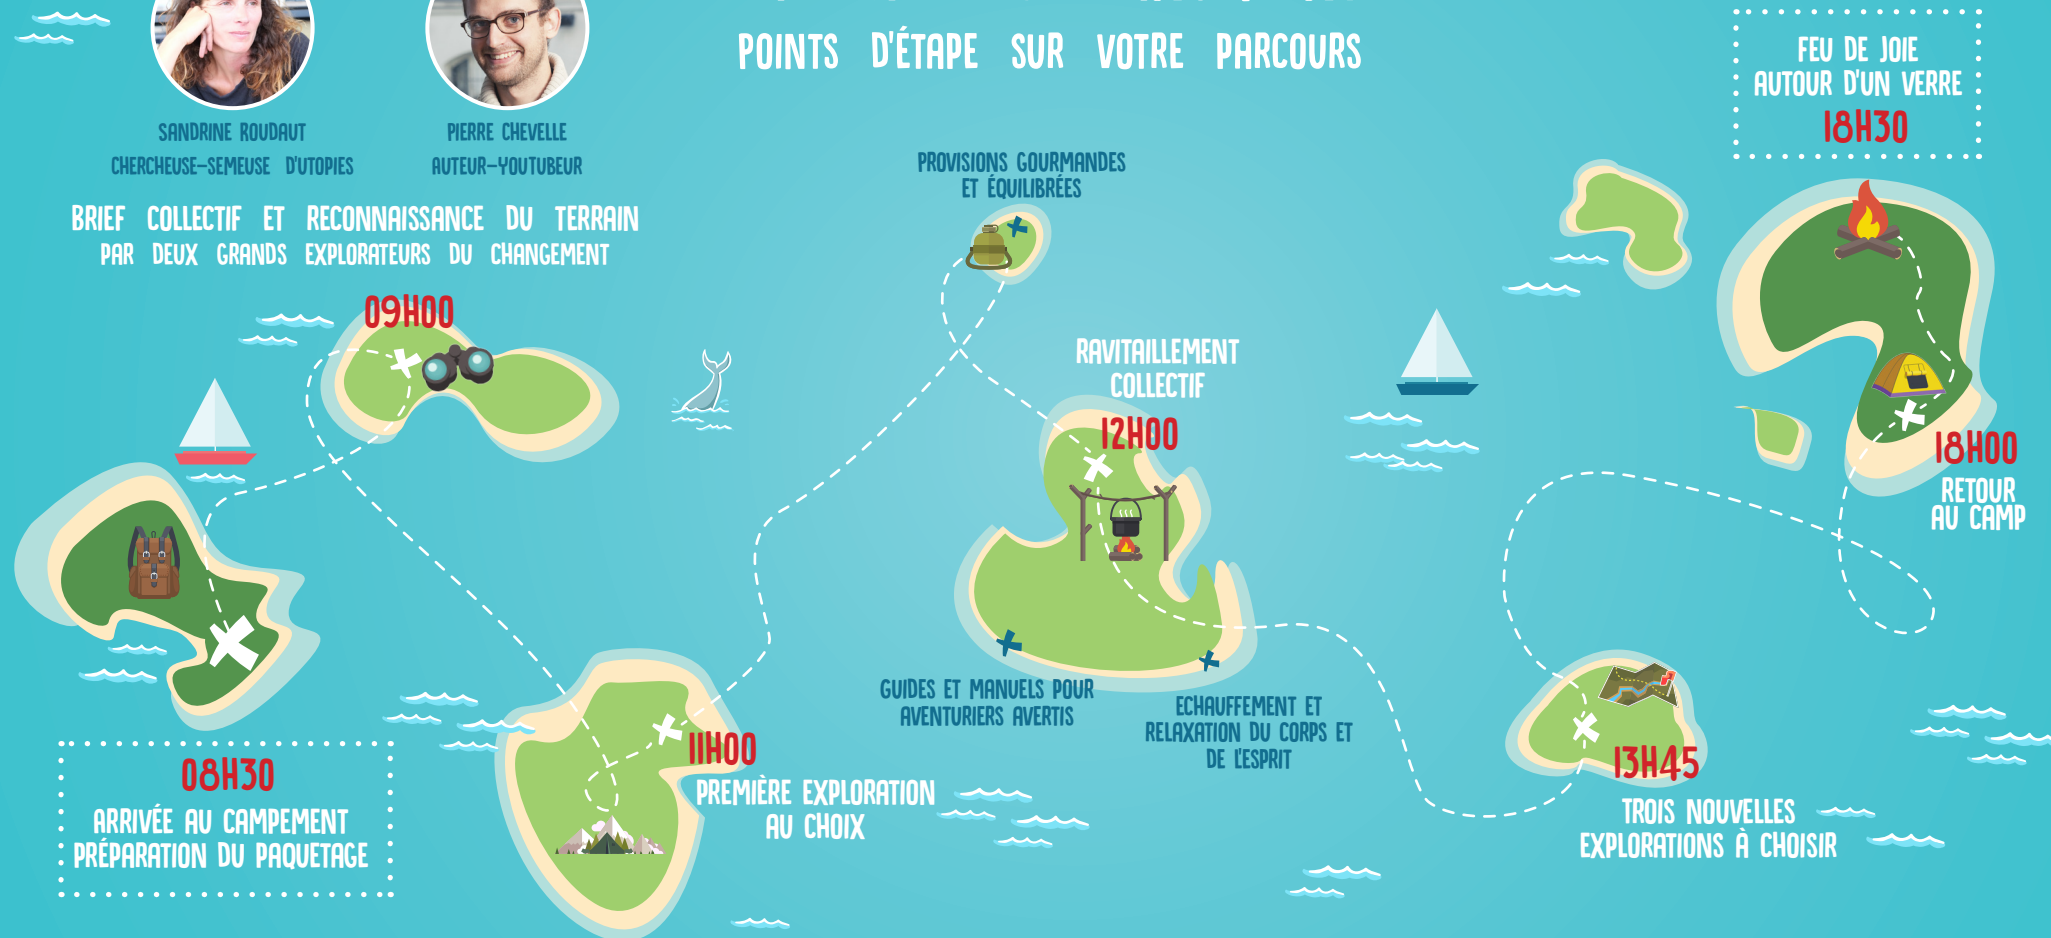 POINTS D'ÉTAPE SUR VOTRE PARCOURS
SANDRINE ROUDAUT
CHERCHEUSE-SEMEUSE D'UTOPIES
PIERRE CHEVELLE
AUTEUR-YOUTUBEUR
BRIEF COLLECTIF ET RECONNAISSANCE DU TERRAIN
PAR DEUX GRANDS EXPLORATEURS DU CHANGEMENT
09H00
08H30
ARRIVÉE AU CAMPEMENT
PRÉPARATION DU PAQUETAGE
11H00
PREMIÈRE EXPLORATION
AU CHOIX
PROVISIONS GOURMANDES
ET ÉQUILIBRÉES
RAVITAILLEMENT
COLLECTIF
12H00
GUIDES ET MANUELS POUR
AVENTURIERS AVERTIS
ECHAUFFEMENT ET
RELAXATION DU CORPS ET
DE L'ESPRIT
13H45
TROIS NOUVELLES
EXPLORATIONS À CHOISIR
18H00
RETOUR
AU CAMP
FEU DE JOIE
AUTOUR D'UN VERRE
18H30